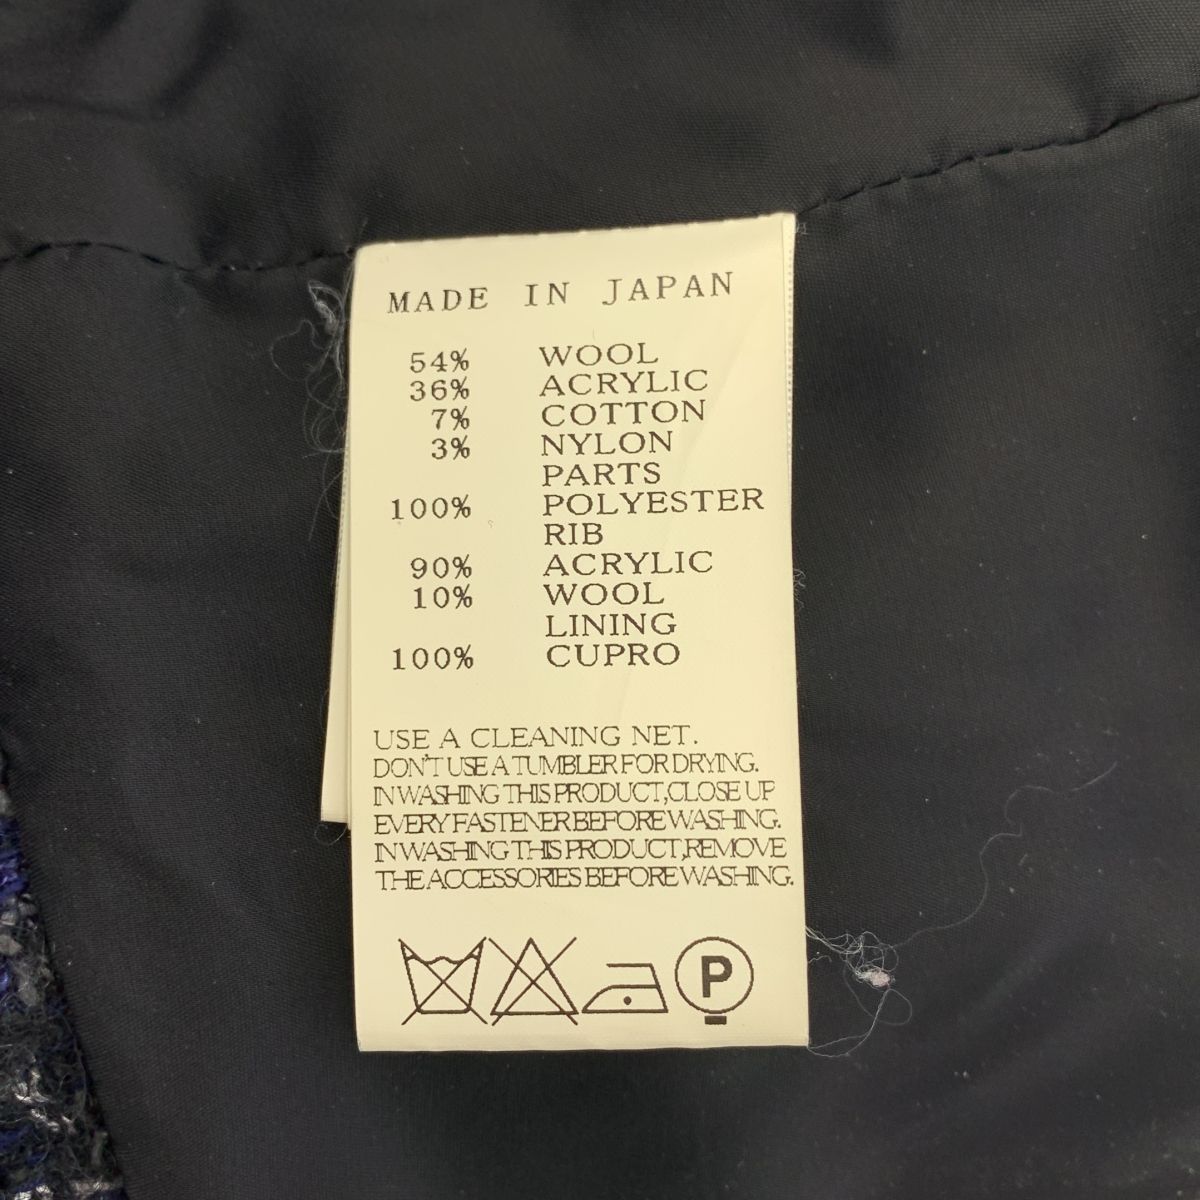 MADE IN JAPAN
54% WOOL
36% ACRYLIC
7% COTTON
3% NYLON
PARTS
100% POLYESTER
RIB
90% ACRYLIC
10% WOOL
LINING
100% CUPRO
USE A CLEANING NET.
DON'T USE A TUMBLER FOR DRYING.
IN WASHING THIS PRODUCT,CLOSE UP
EVERY FASTENER BEFORE WASHING.
IN WASHING THIS PRODUCT,REMOVE
THE ACCESSORIES BEFORE WASHING.
P